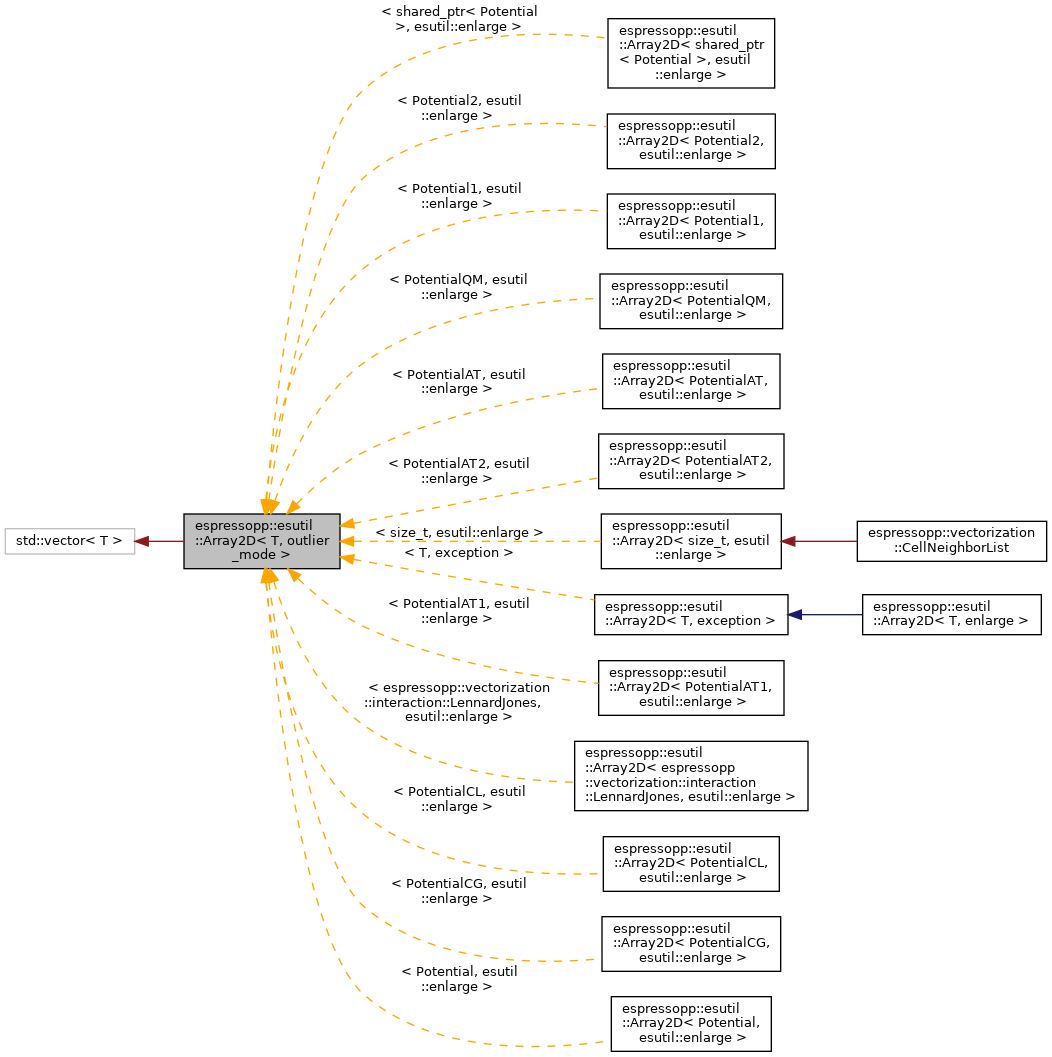 < shared_ptr< Potential
>, esutil::enlarge >
espressopp::esutil
::Array2D< shared_ptr
< Potential >, esutil
::enlarge >
< Potential2, esutil
::enlarge >
espressopp::esutil
::Array2D< Potential2,
esutil::enlarge >
< Potential1, esutil
::enlarge >
espressopp::esutil
::Array2D< Potential1,
esutil::enlarge >
< PotentialQM, esutil
::enlarge >
espressopp::esutil
::Array2D< PotentialQM,
esutil::enlarge >
< PotentialAT, esutil
::enlarge >
espressopp::esutil
::Array2D< PotentialAT,
esutil::enlarge >
< PotentialAT2, esutil
::enlarge >
espressopp::esutil
::Array2D< PotentialAT2,
esutil::enlarge >
std::vector< T >
espressopp::esutil
::Array2D< T, outlier
_mode >
< size_t, esutil::enlarge >
espressopp::esutil
::Array2D< size_t, esutil
::enlarge >
espressopp::vectorization
::CellNeighborList
< T, exception >
espressopp::esutil
::Array2D< T, exception >
espressopp::esutil
::Array2D< T, enlarge >
< PotentialAT1, esutil
::enlarge >
espressopp::esutil
::Array2D< PotentialAT1,
esutil::enlarge >
< espressopp::vectorization
::interaction::LennardJones,
esutil::enlarge >
espressopp::esutil
::Array2D< espressopp
::vectorization::interaction
::LennardJones, esutil::enlarge >
< PotentialCL, esutil
::enlarge >
espressopp::esutil
::Array2D< PotentialCL,
esutil::enlarge >
< PotentialCG, esutil
::enlarge >
espressopp::esutil
::Array2D< PotentialCG,
esutil::enlarge >
< Potential, esutil
::enlarge >
espressopp::esutil
::Array2D< Potential,
esutil::enlarge >